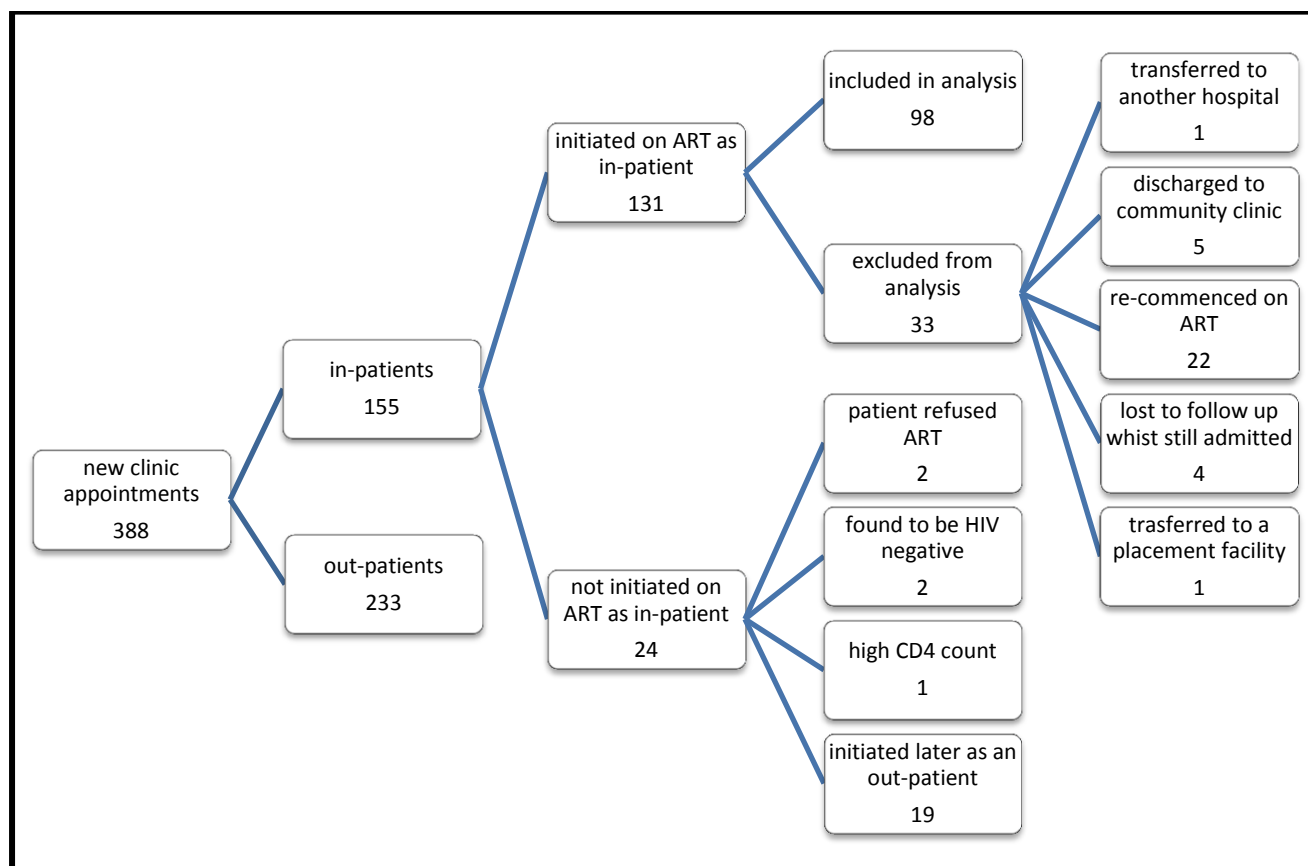 new clinic
appointments
388
in-patients
155
out-patients
233
initiated on ART as
in-patient
131
not initiated on
ART as in-patient
24
included in analysis
98
excluded from
analysis
33
patient refused
ART
2
found to be HIV
negative
2
high CD4 count
1
initiated later as an
out-patient
19
transferred to
another hospital
1
discharged to
community clinic
5
re-commenced on
ART
22
lost to follow up
whist still admitted
4
trasferred to a
placement facility
1